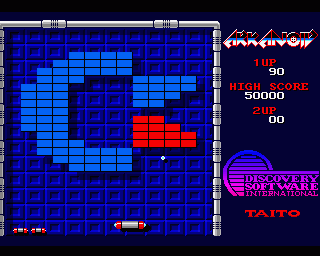 ARKANOID
1UP
90
HIGH SCORE
50000
2UP
00
DISCOVERY
SOFTWARE
INTERNATIONAL
TAITO